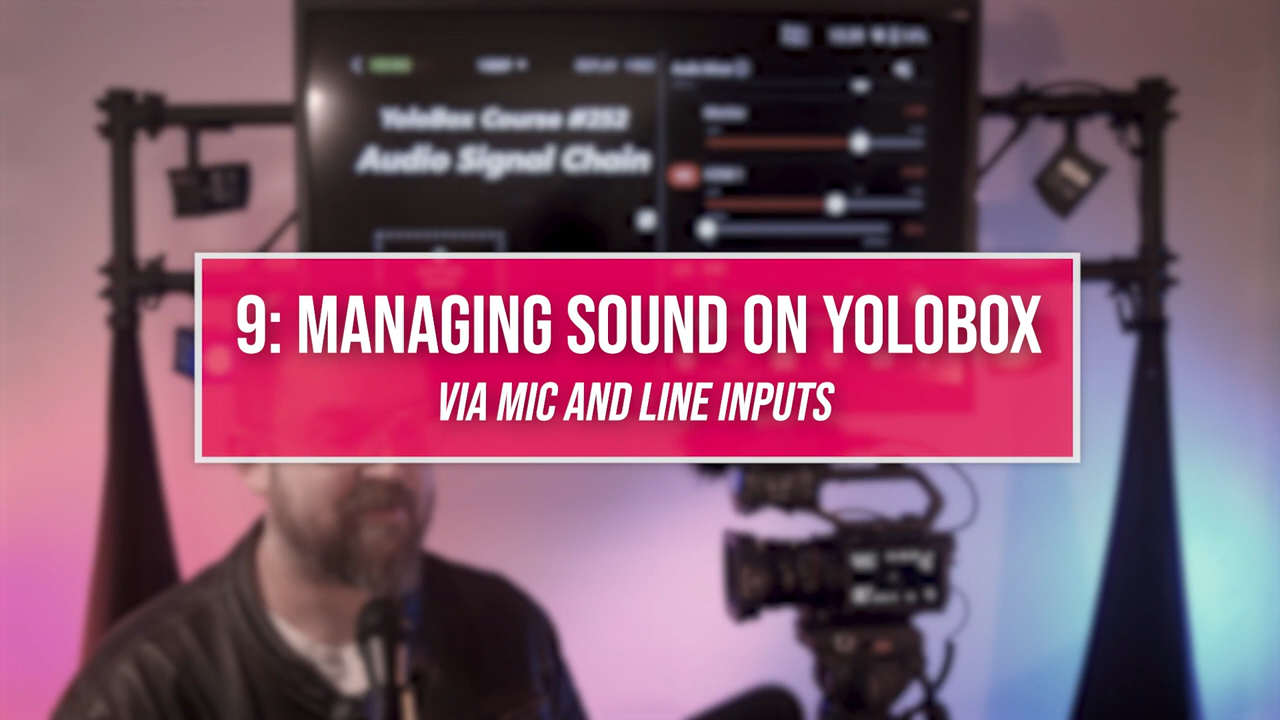 YoloBox Course #252
Audio Signal Chain
9: MANAGING SOUND ON YOLOBOX
VIA MIC AND LINE INPUTS